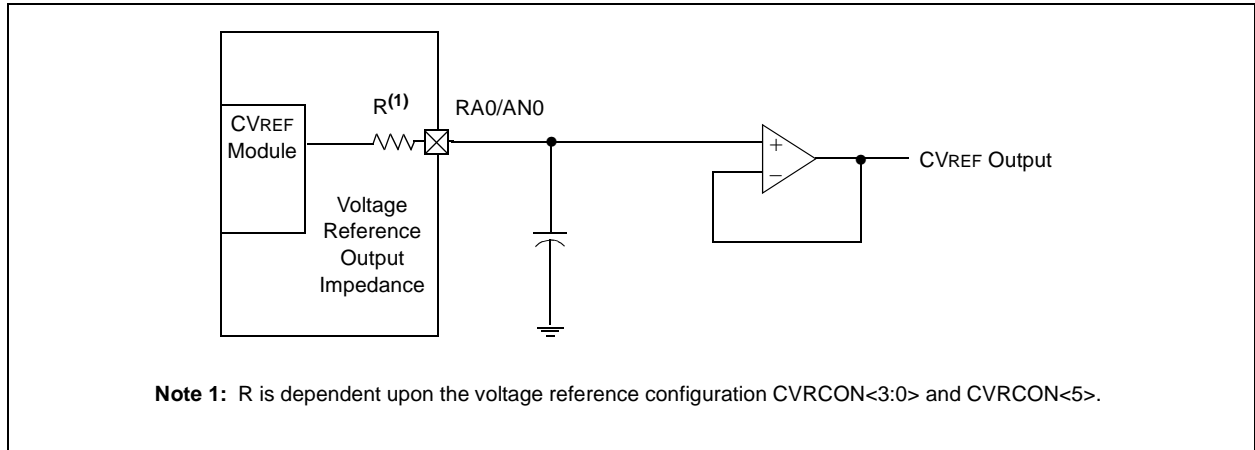 R(1)
RA0/AN0
CVREF
Module
+
−
CVREF Output
Voltage
Reference
Output
Impedance
Note 1: R is dependent upon the voltage reference configuration CVRCON<3:0> and CVRCON<5>.